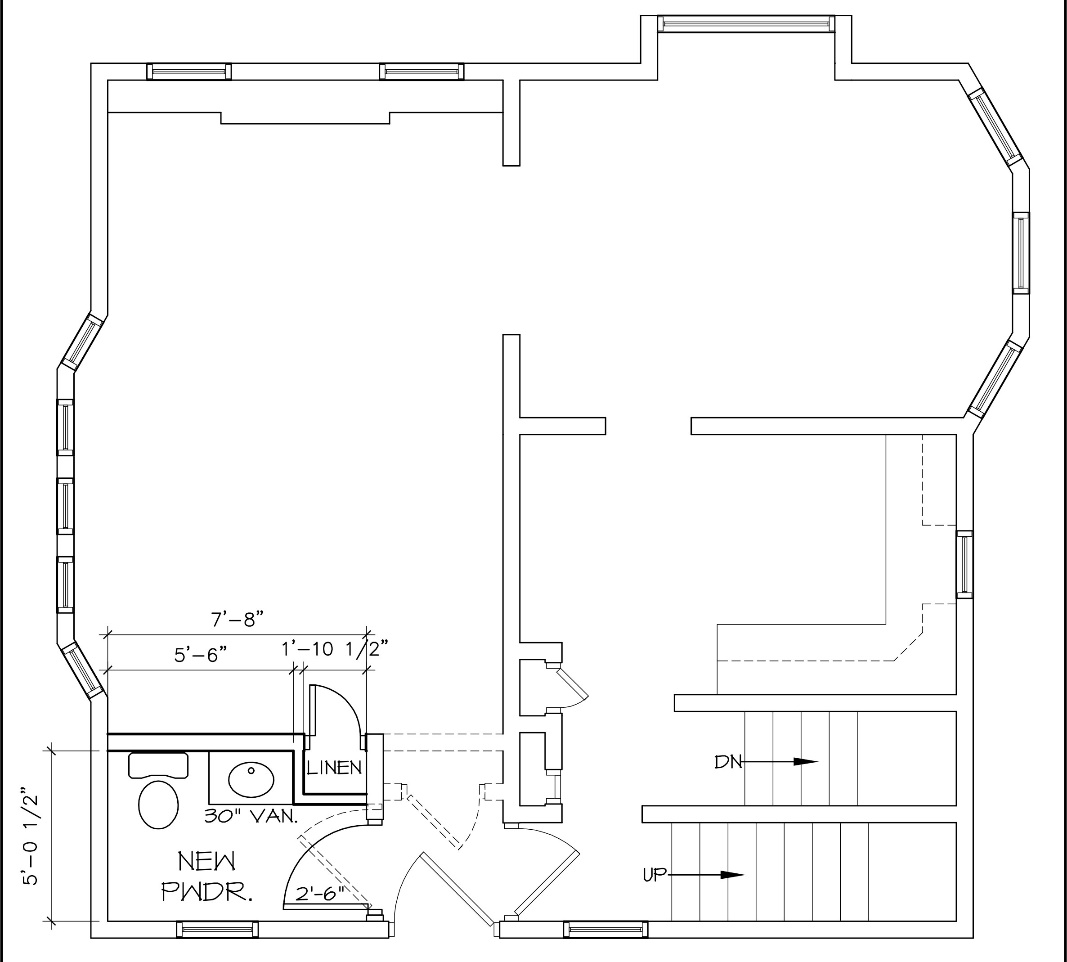 7'-8"
5'-6"
1'-10 1/2"
LINEN
DN
30" VAN.
5'-0 1/2"
NEW
PWDR.
UP
2'-6"